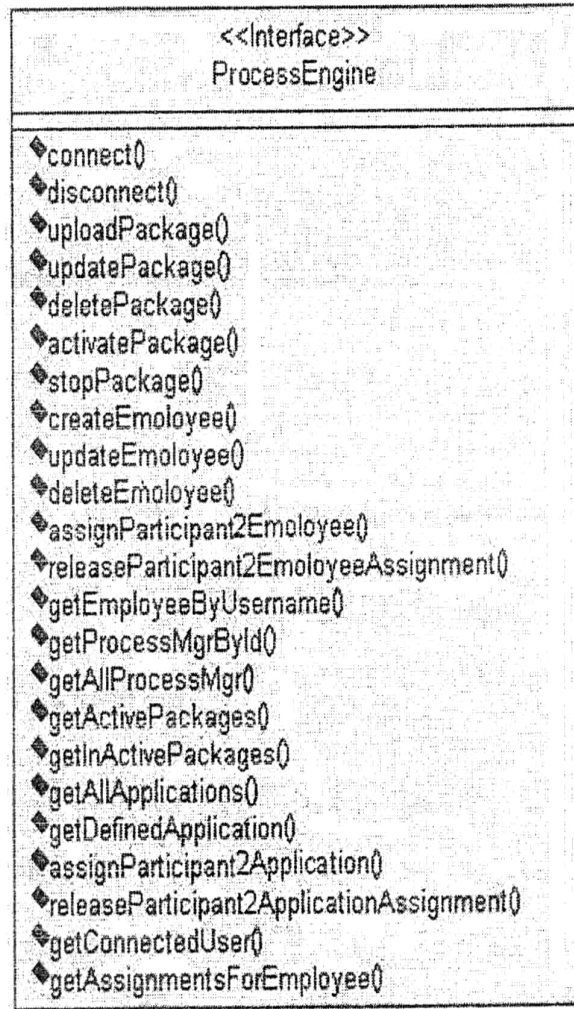 <<Interface>>
ProcessEngine
connect()
disconnect()
uploadPackage()
updatePackage()
deletePackage()
activatePackage()
stopPackage()
createEmoloyee()
updateEmoloyee()
deleteEmoloyee()
assignParticipant2Emoloyee()
releaseParticipant2EmoloyeeAssignment()
getEmployeeByUsername()
getProcessMgrById()
getAllProcessMgr()
getActivePackages()
getInActivePackages()
getAllApplications()
getDefinedApplication()
assignParticipant2Application()
releaseParticipant2ApplicationAssignment()
getConnectedUser()
getAssignmentsForEmployee()